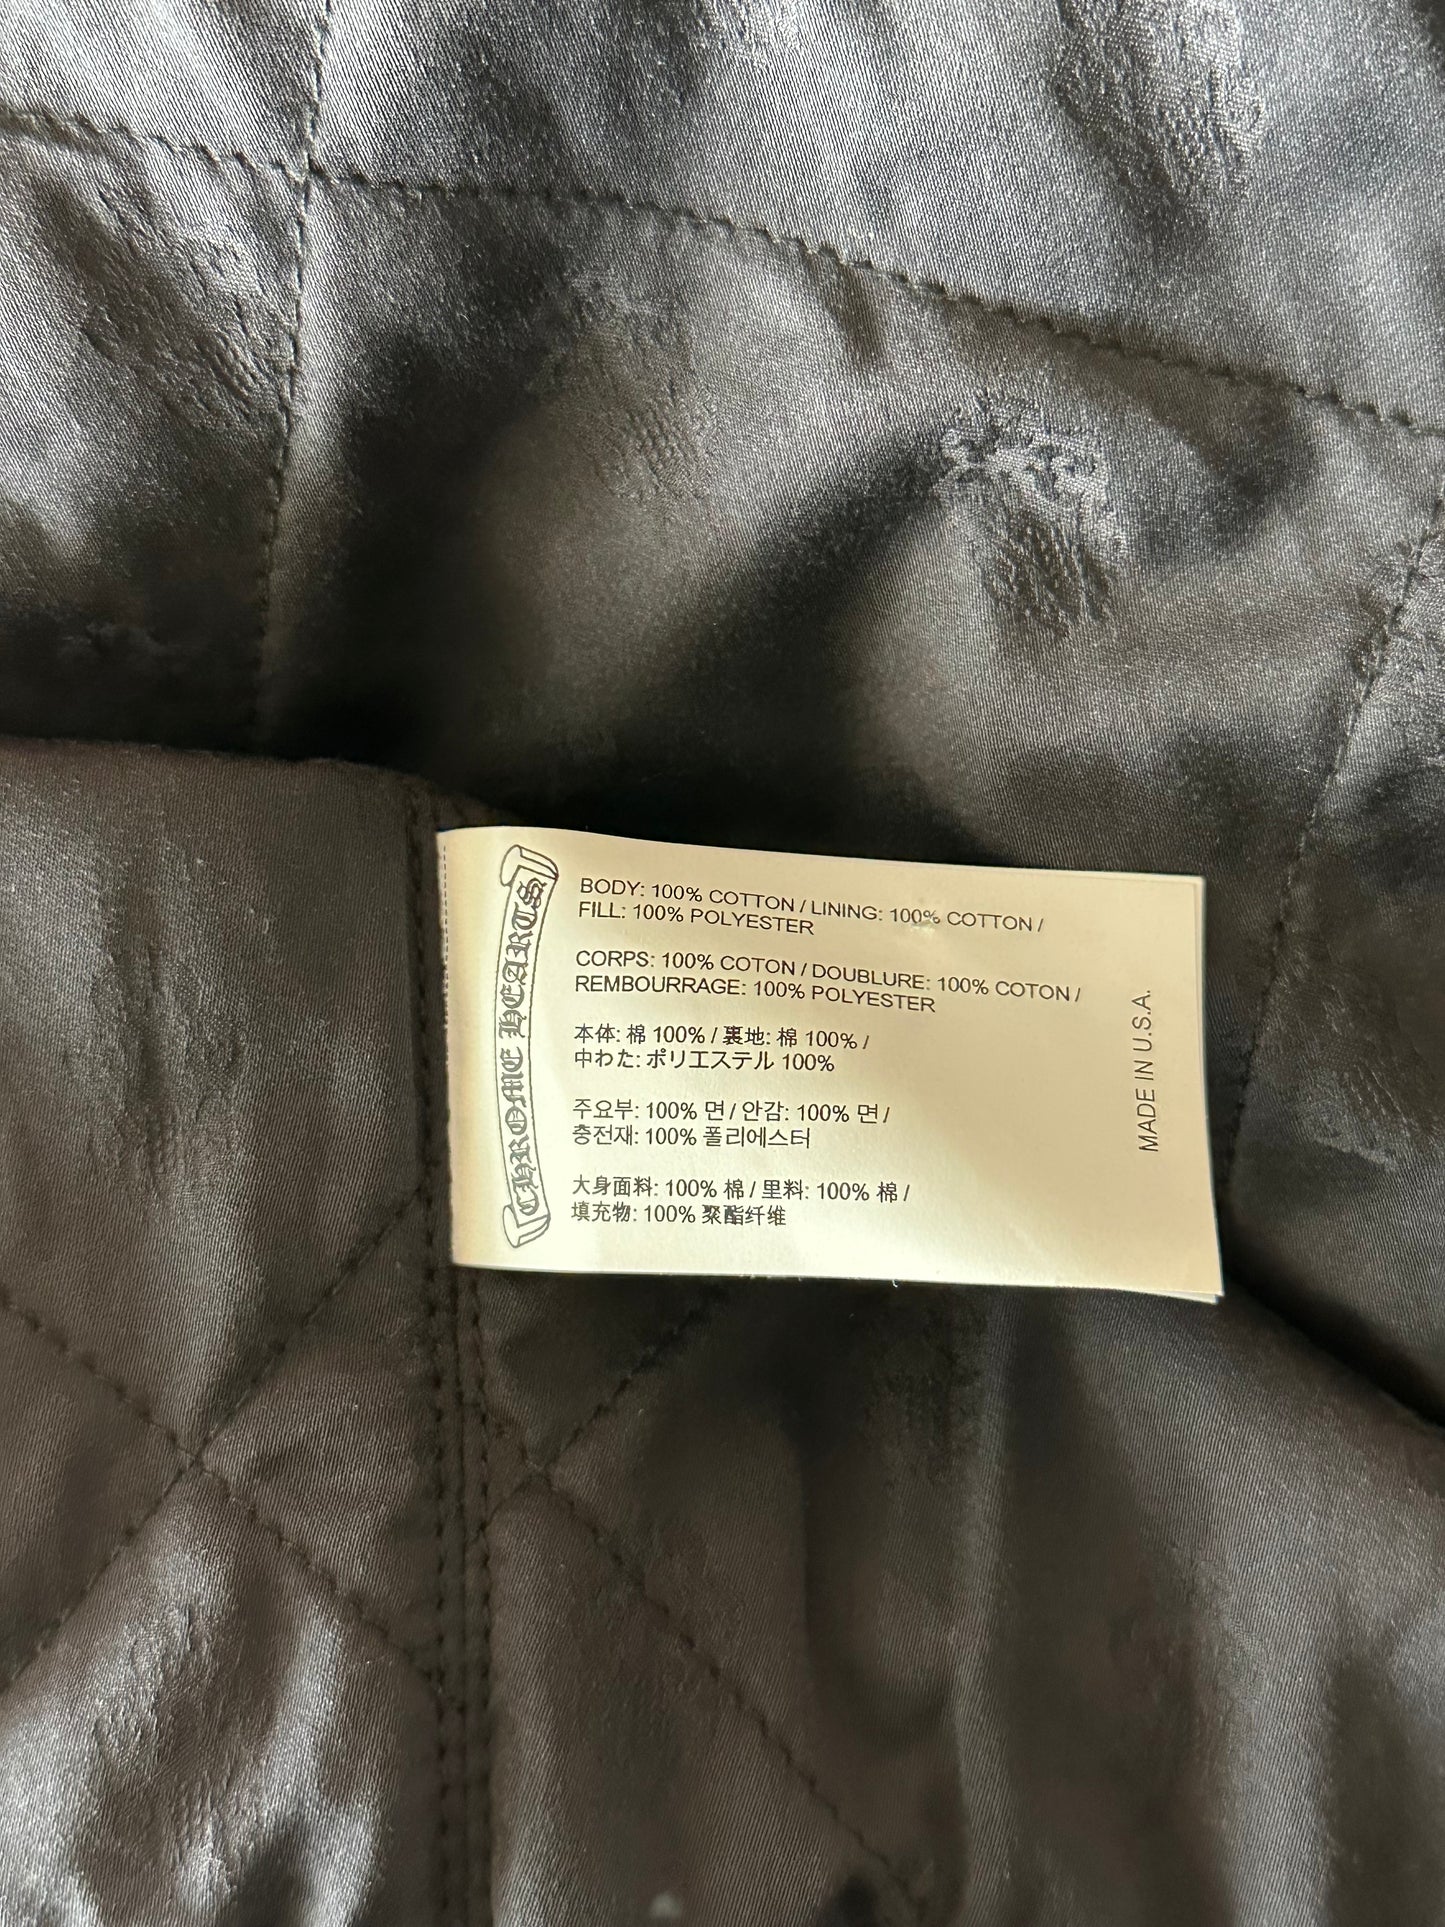 CHROME HEARTS
BODY: 100% COTTON / LINING: 100% COTTON /
FILL: 100% POLYESTER
CORPS: 100% COTON / DOUBLURE: 100% COTON /
REMBOURRAGE: 100% POLYESTER
本体: 棉 100% / 裏地: 棉 100% /
中わた: ポリエステル 100%
주요부: 100% 면 / 안감: 100% 면 /
충전재: 100% 폴리에스터
大身面料: 100% 棉 / 里料: 100% 棉 /
填充物: 100% 聚酯纤维
MADE IN U.S.A.